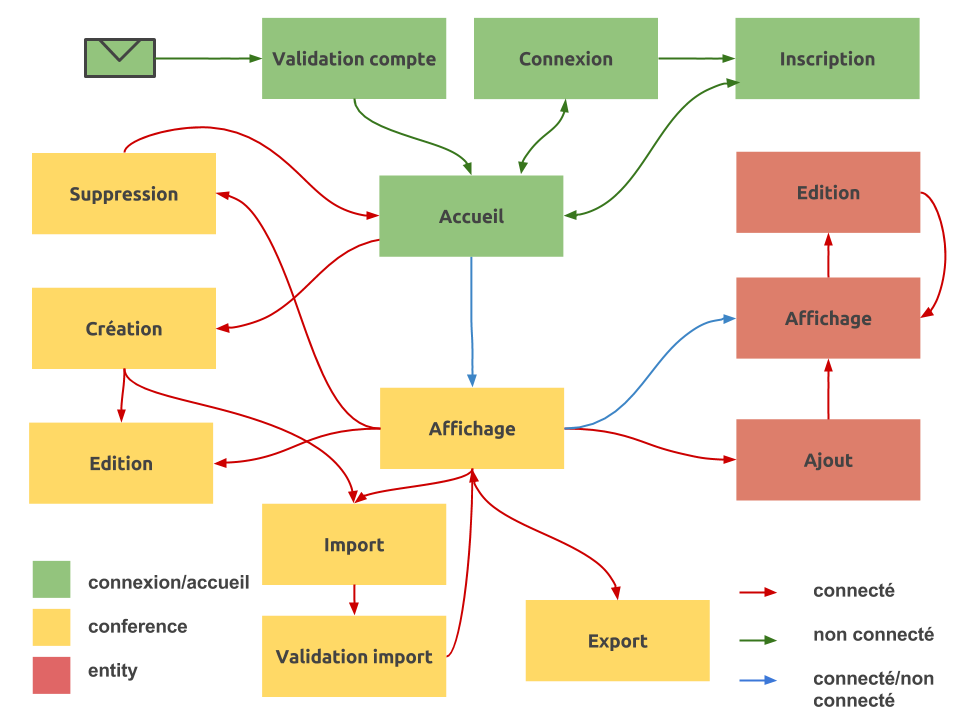 Validation compte
Connexion
Inscription
Suppression
Accueil
Edition
Création
Affichage
Affichage
Edition
Ajout
Import
Validation import
Export
connexion/accueil
conference
entity
connecté
non connecté
connecté/non
connecté